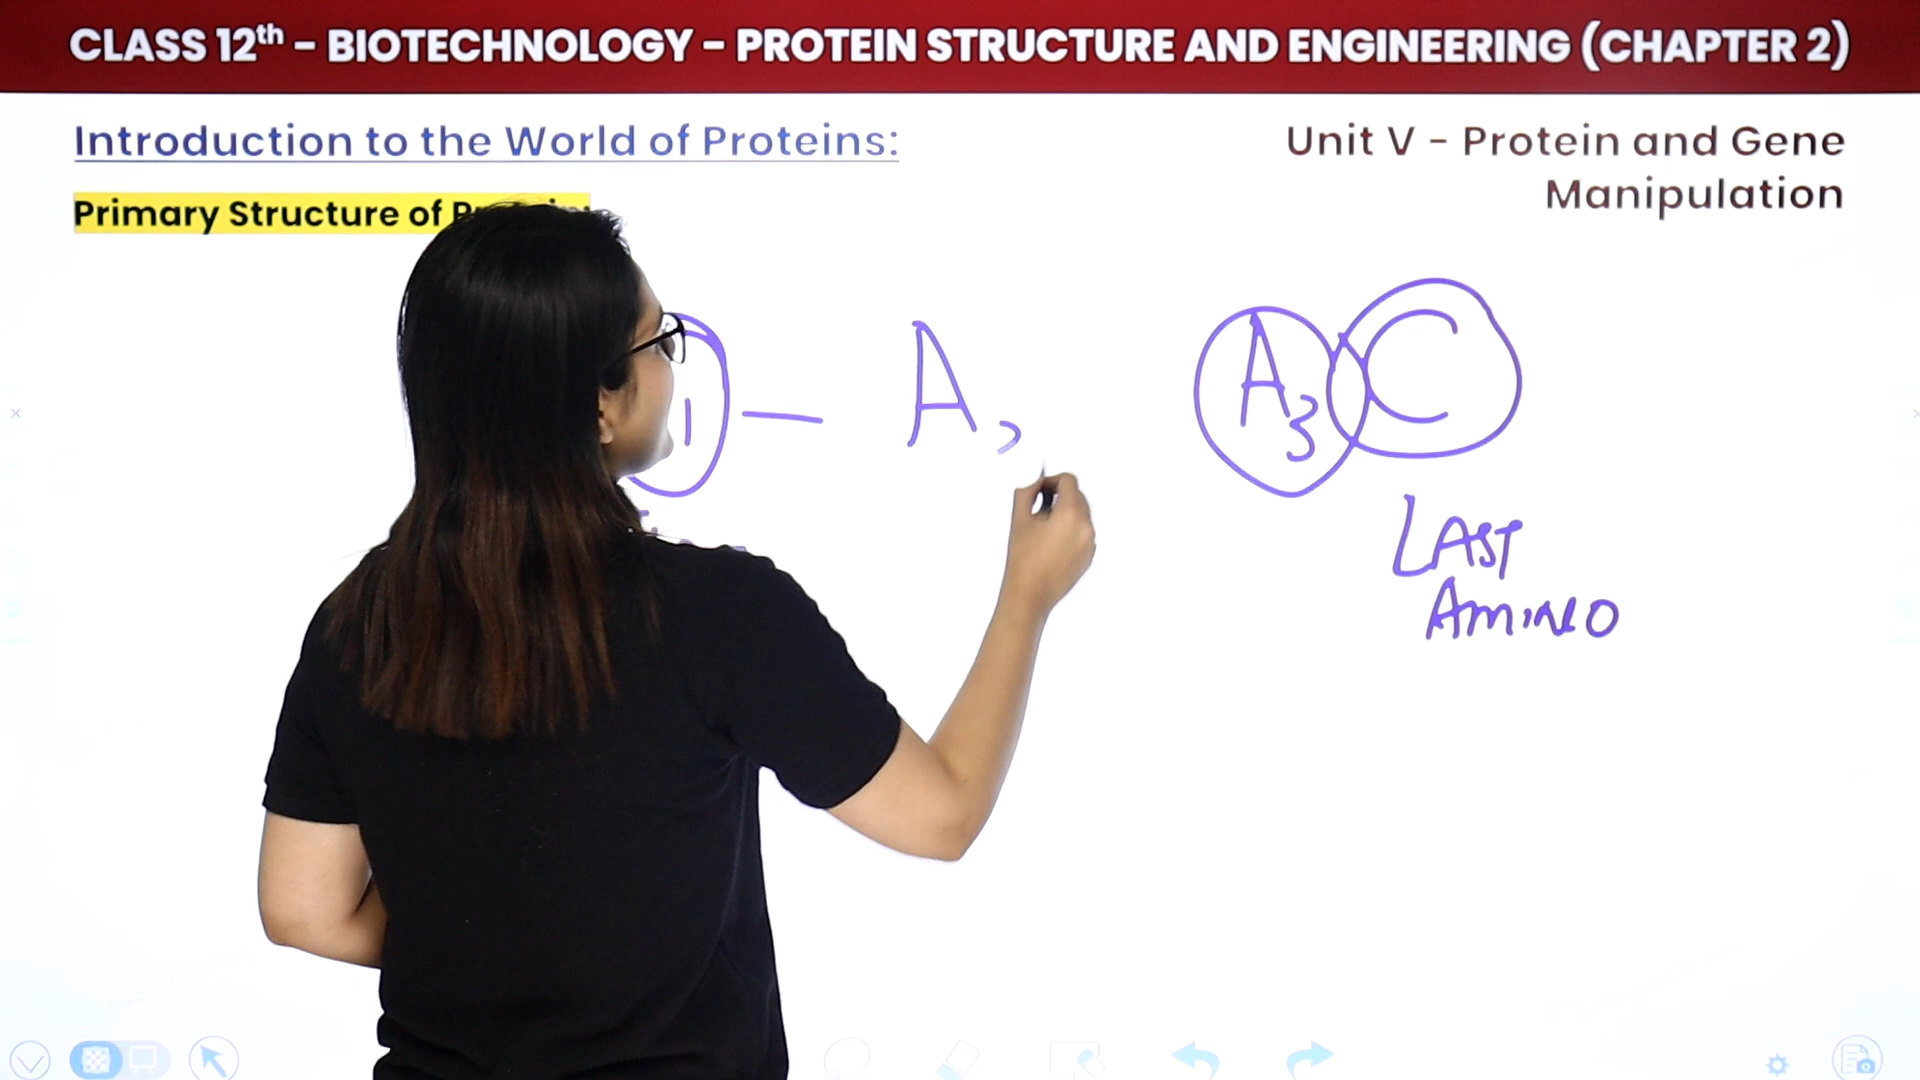 CLASS 12th – BIOTECHNOLOGY – PROTEIN STRUCTURE AND ENGINEERING (CHAPTER 2)
Introduction to the World of Proteins:
Unit V – Protein and Gene
Manipulation
Primary Structure of
1 — A₂ A₃ C
LAST
AMINO